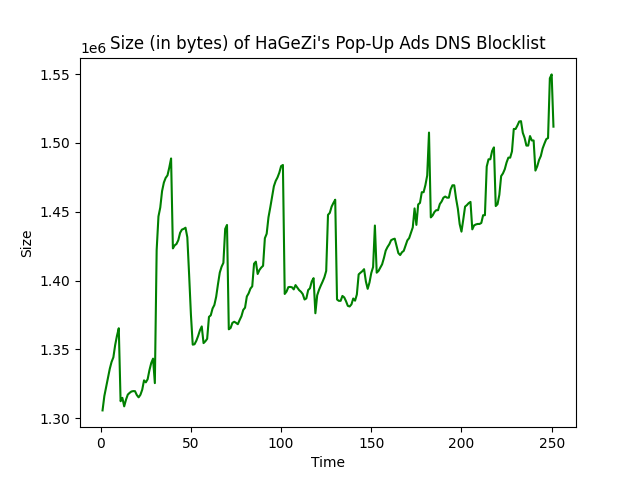 Size (in bytes) of HaGeZi's Pop-Up Ads DNS Blocklist
1e6
1.55
1.50
1.45
1.40
1.35
1.30
Size
0 50 100 150 200 250
Time